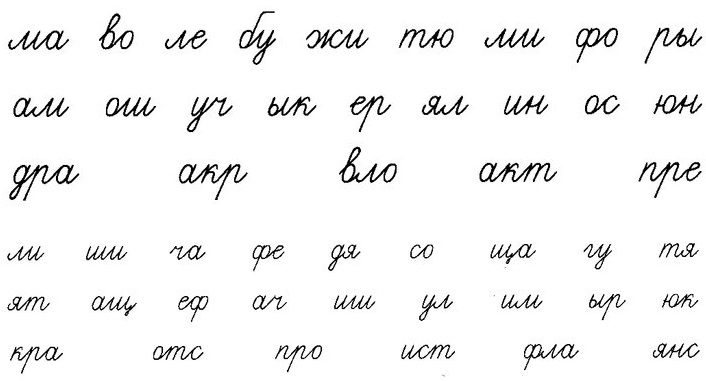 ма во ле бу жи тю ми фо ры
ам ош уч ык ер ял ин ос юн
дра акр вло акт пре
ли ши ча фе дя со ща гу тя
ят ащ еф ач иш ул им ыр юк
кра отс про ист фла янс